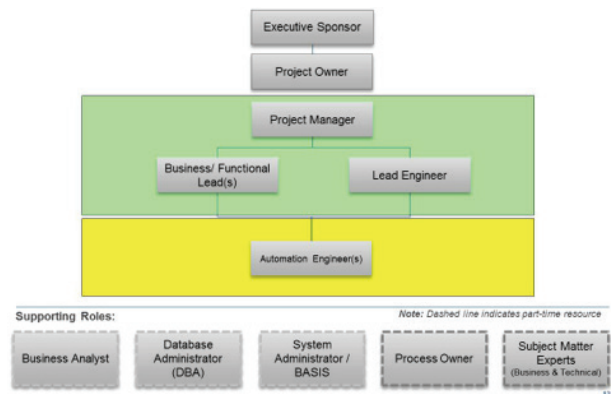 Executive Sponsor
Project Owner
Project Manager
Business/ Functional
Lead(s)
Lead Engineer
Automation Engineer(s)
Supporting Roles:
Note: Dashed line indicates part-time resource
Business Analyst
Database
Administrator
(DBA)
System
Administrator /
BASIS
Process Owner
Subject Matter
Experts
(Business & Technical)